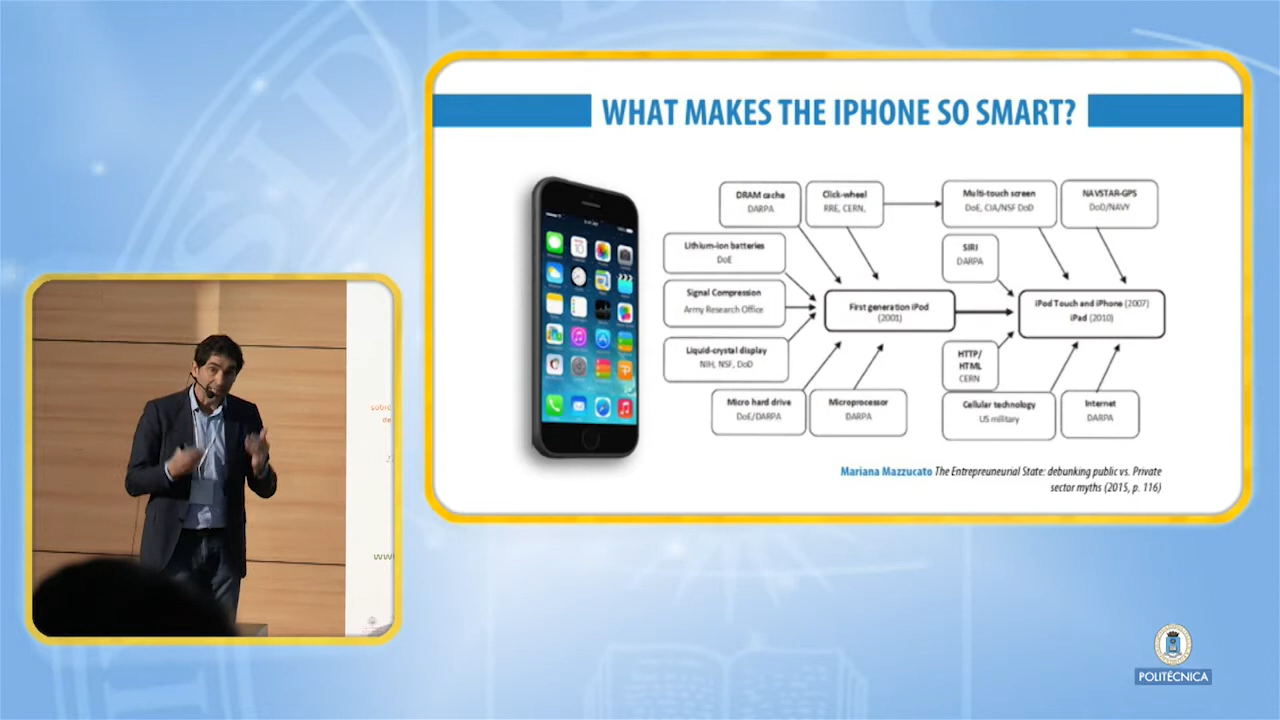 WHAT MAKES THE IPHONE SO SMART?
DRAM cache
DARPA
Click-wheel
RRE, CERN,
Multi-touch screen
DoE, CIA/NSF DoD
NAVSTAR-GPS
DoD/NAVY
Lithium-ion batteries
DoE
SIRI
DARPA
Signal Compression
Army Research Office
First generation iPod
(2001)
iPod Touch and iPhone (2007)
iPad (2010)
Liquid-crystal display
NIH, NSF, DoD
HTTP/
HTML
CERN
Micro hard drive
DoE/DARPA
Microprocessor
DARPA
Cellular technology
US military
Internet
DARPA
Mariana Mazzucato The Entrepreuneurial State: debunking public vs. Private
sector myths (2015, p. 116)
sobre
de
www
POLITÉCNICA